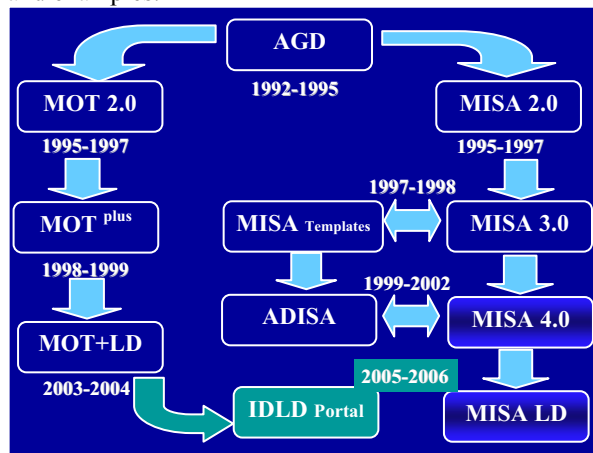 and examples.
AGD
1992-1995
MOT 2.0
MISA 2.0
1995-1997
1995-1997
1997-1998
MOT plus
MISA Templates
MISA 3.0
1998-1999
1999-2002
ADISA
MISA 4.0
MOT+LD
2003-2004
2005-2006
IDLD Portal
MISA LD